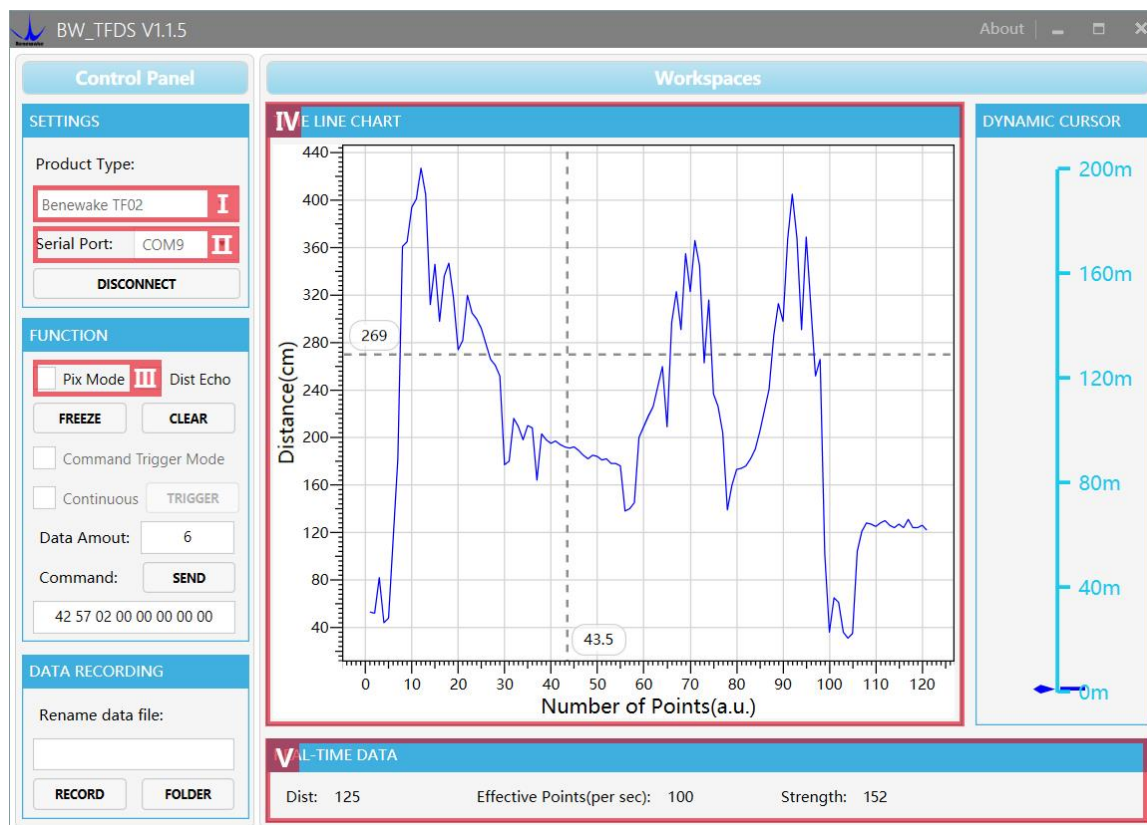 BW_TFDS V1.1.5
About
Benewake
Control Panel
Workspaces
SETTINGS
Product Type:
Benewake TF02
I
Serial Port:
COM9
II
DISCONNECT
FUNCTION
Pix Mode
III
Dist Echo
FREEZE
CLEAR
Command Trigger Mode
Continuous
TRIGGER
Data Amout:
6
Command:
SEND
42 57 02 00 00 00 00 00
DATA RECORDING
Rename data file:
RECORD
FOLDER
IV
E LINE CHART
440
400
360
320
280
240
200
160
120
80
40
Distance(cm)
269
43.5
0 10 20 30 40 50 60 70 80 90 100 110 120
Number of Points(a.u.)
DYNAMIC CURSOR
200m
160m
120m
80m
40m
0m
V
AL-TIME DATA
Dist: 125
Effective Points(per sec): 100
Strength: 152